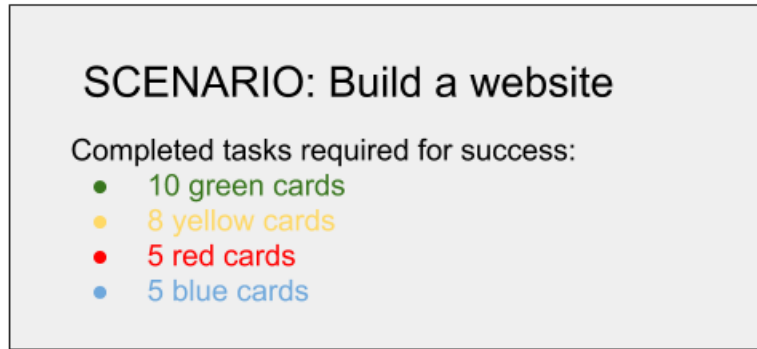 SCENARIO: Build a website
Completed tasks required for success:
● 10 green cards
● 8 yellow cards
● 5 red cards
● 5 blue cards